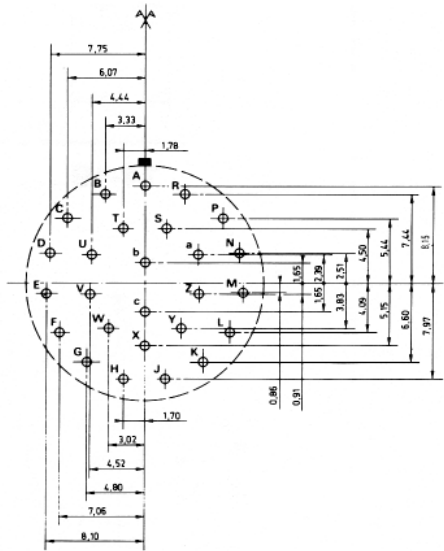 A
7,75
6,07
4,44
3,33
1,78
A
B
R
C
P
T
S
D
U
b
a
N
E
V
Z
M
c
F
W
Y
L
X
G
K
H
J
1,65
2,39
2,51
4,50
5,44
7,44
8,15
1,65
3,83
4,09
5,15
6,60
7,97
0,86
0,91
1,70
3,02
4,52
4,80
7,06
8,10